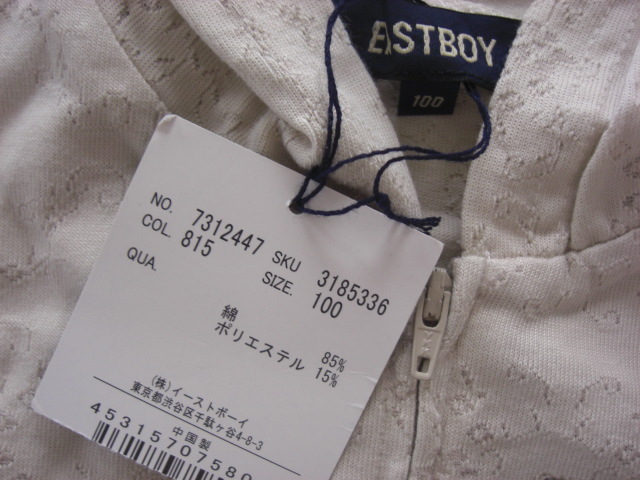 EASTBOY
100
NO. 7312447 SKU 3185336
COL. 815 SIZE. 100
QUA.
綿 85%
ポリエステル 15%
(株)イーストボーイ
東京都渋谷区千駄ヶ谷4-8-3
中国製
45315707580